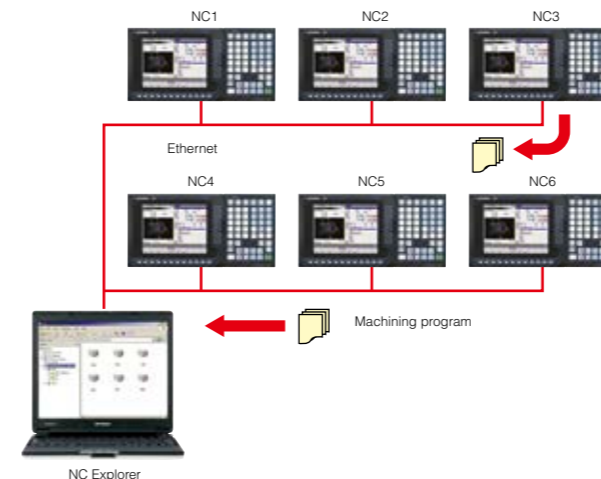 NC1
NC2
NC3
Ethernet
NC4
NC5
NC6
Machining program
NC Explorer